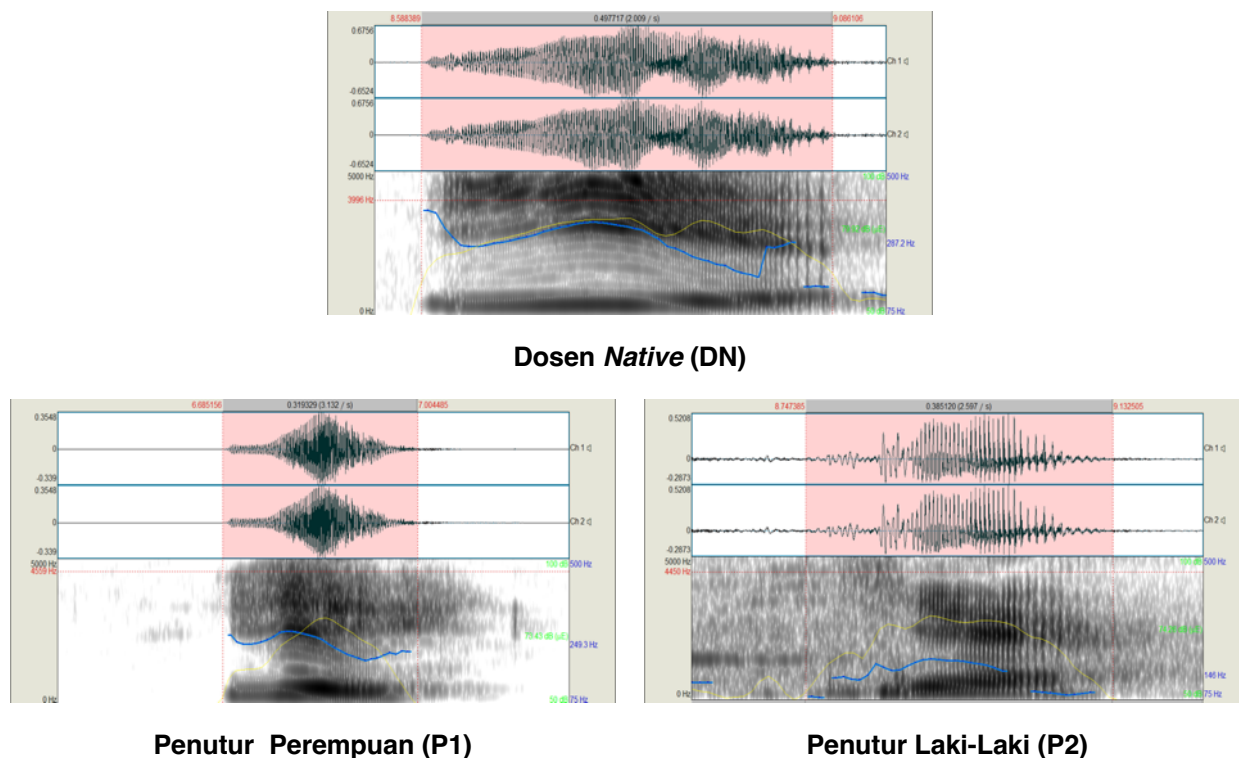 8.588389 0.497717 (2.009 / s) 9.086106
0.6756
0 Ch 1
-0.6524
0.6756
0 Ch 2
-0.6524
5000 Hz 500 Hz
3996 Hz
287.2 Hz
0 Hz 75 Hz
Dosen Native (DN)
6.685156 0.319329 (3.132 / s) 7.004485
0.3548
0 Ch 1
-0.339
0.3548
0 Ch 2
-0.339
5000 Hz 100 dB 500 Hz
4559 Hz
249.3 Hz
0 Hz 50 dB 75 Hz
Penutur Perempuan (P1)
8.747385 0.385120 (2.597 / s) 9.132505
0.5208
0 Ch 1
-0.2673
0.5208
0 Ch 2
-0.2673
5000 Hz 500 Hz
4450 Hz
146 Hz
0 Hz 75 Hz
Penutur Laki-Laki (P2)